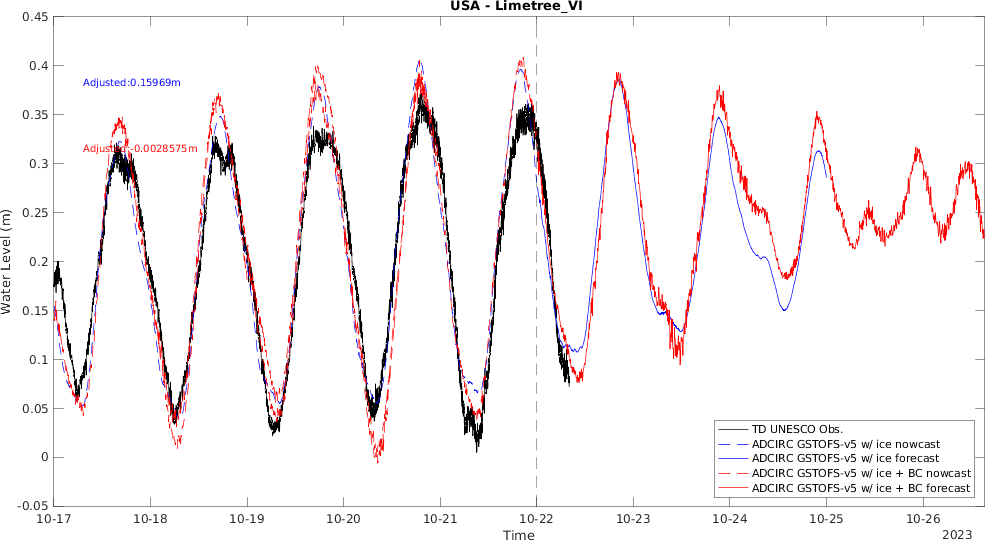 USA - Limetree_VI
0.45
0.4
0.35
0.3
0.25
0.2
0.15
0.1
0.05
0
-0.05
Water Level (m)
Adjusted:0.15969m
Adjusted:-0.0028575m
TD UNESCO Obs.
ADCIRC GSTOFS-v5 w/ ice nowcast
ADCIRC GSTOFS-v5 w/ ice forecast
ADCIRC GSTOFS-v5 w/ ice + BC nowcast
ADCIRC GSTOFS-v5 w/ ice + BC forecast
10-17 10-18 10-19 10-20 10-21 10-22 10-23 10-24 10-25 10-26
Time
2023